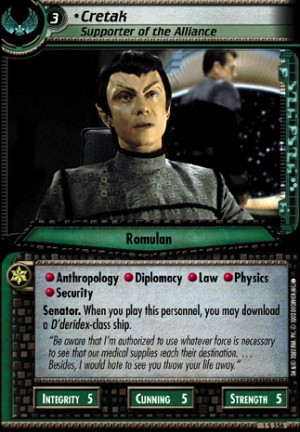 3
•Cretak
Supporter of the Alliance
Romulan
Anthropology Diplomacy Law Physics
Security
Senator. When you play this personnel, you may download
a D'deridex-class ship.
"Be aware that I'm authorized to use whatever force is necessary
to see that our medical supplies reach their destination. …
Besides, I would hate to see you throw your life away."
INTEGRITY 5
CUNNING 5
STRENGTH 5